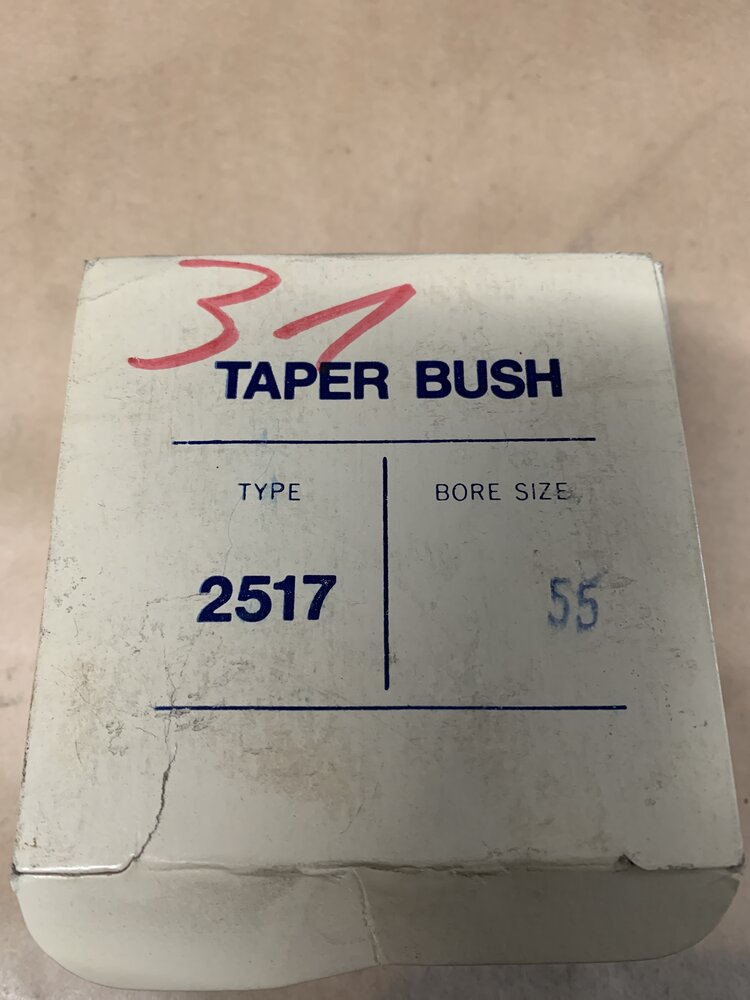 31
TAPER BUSH
TYPE
BORE SIZE
2517
55